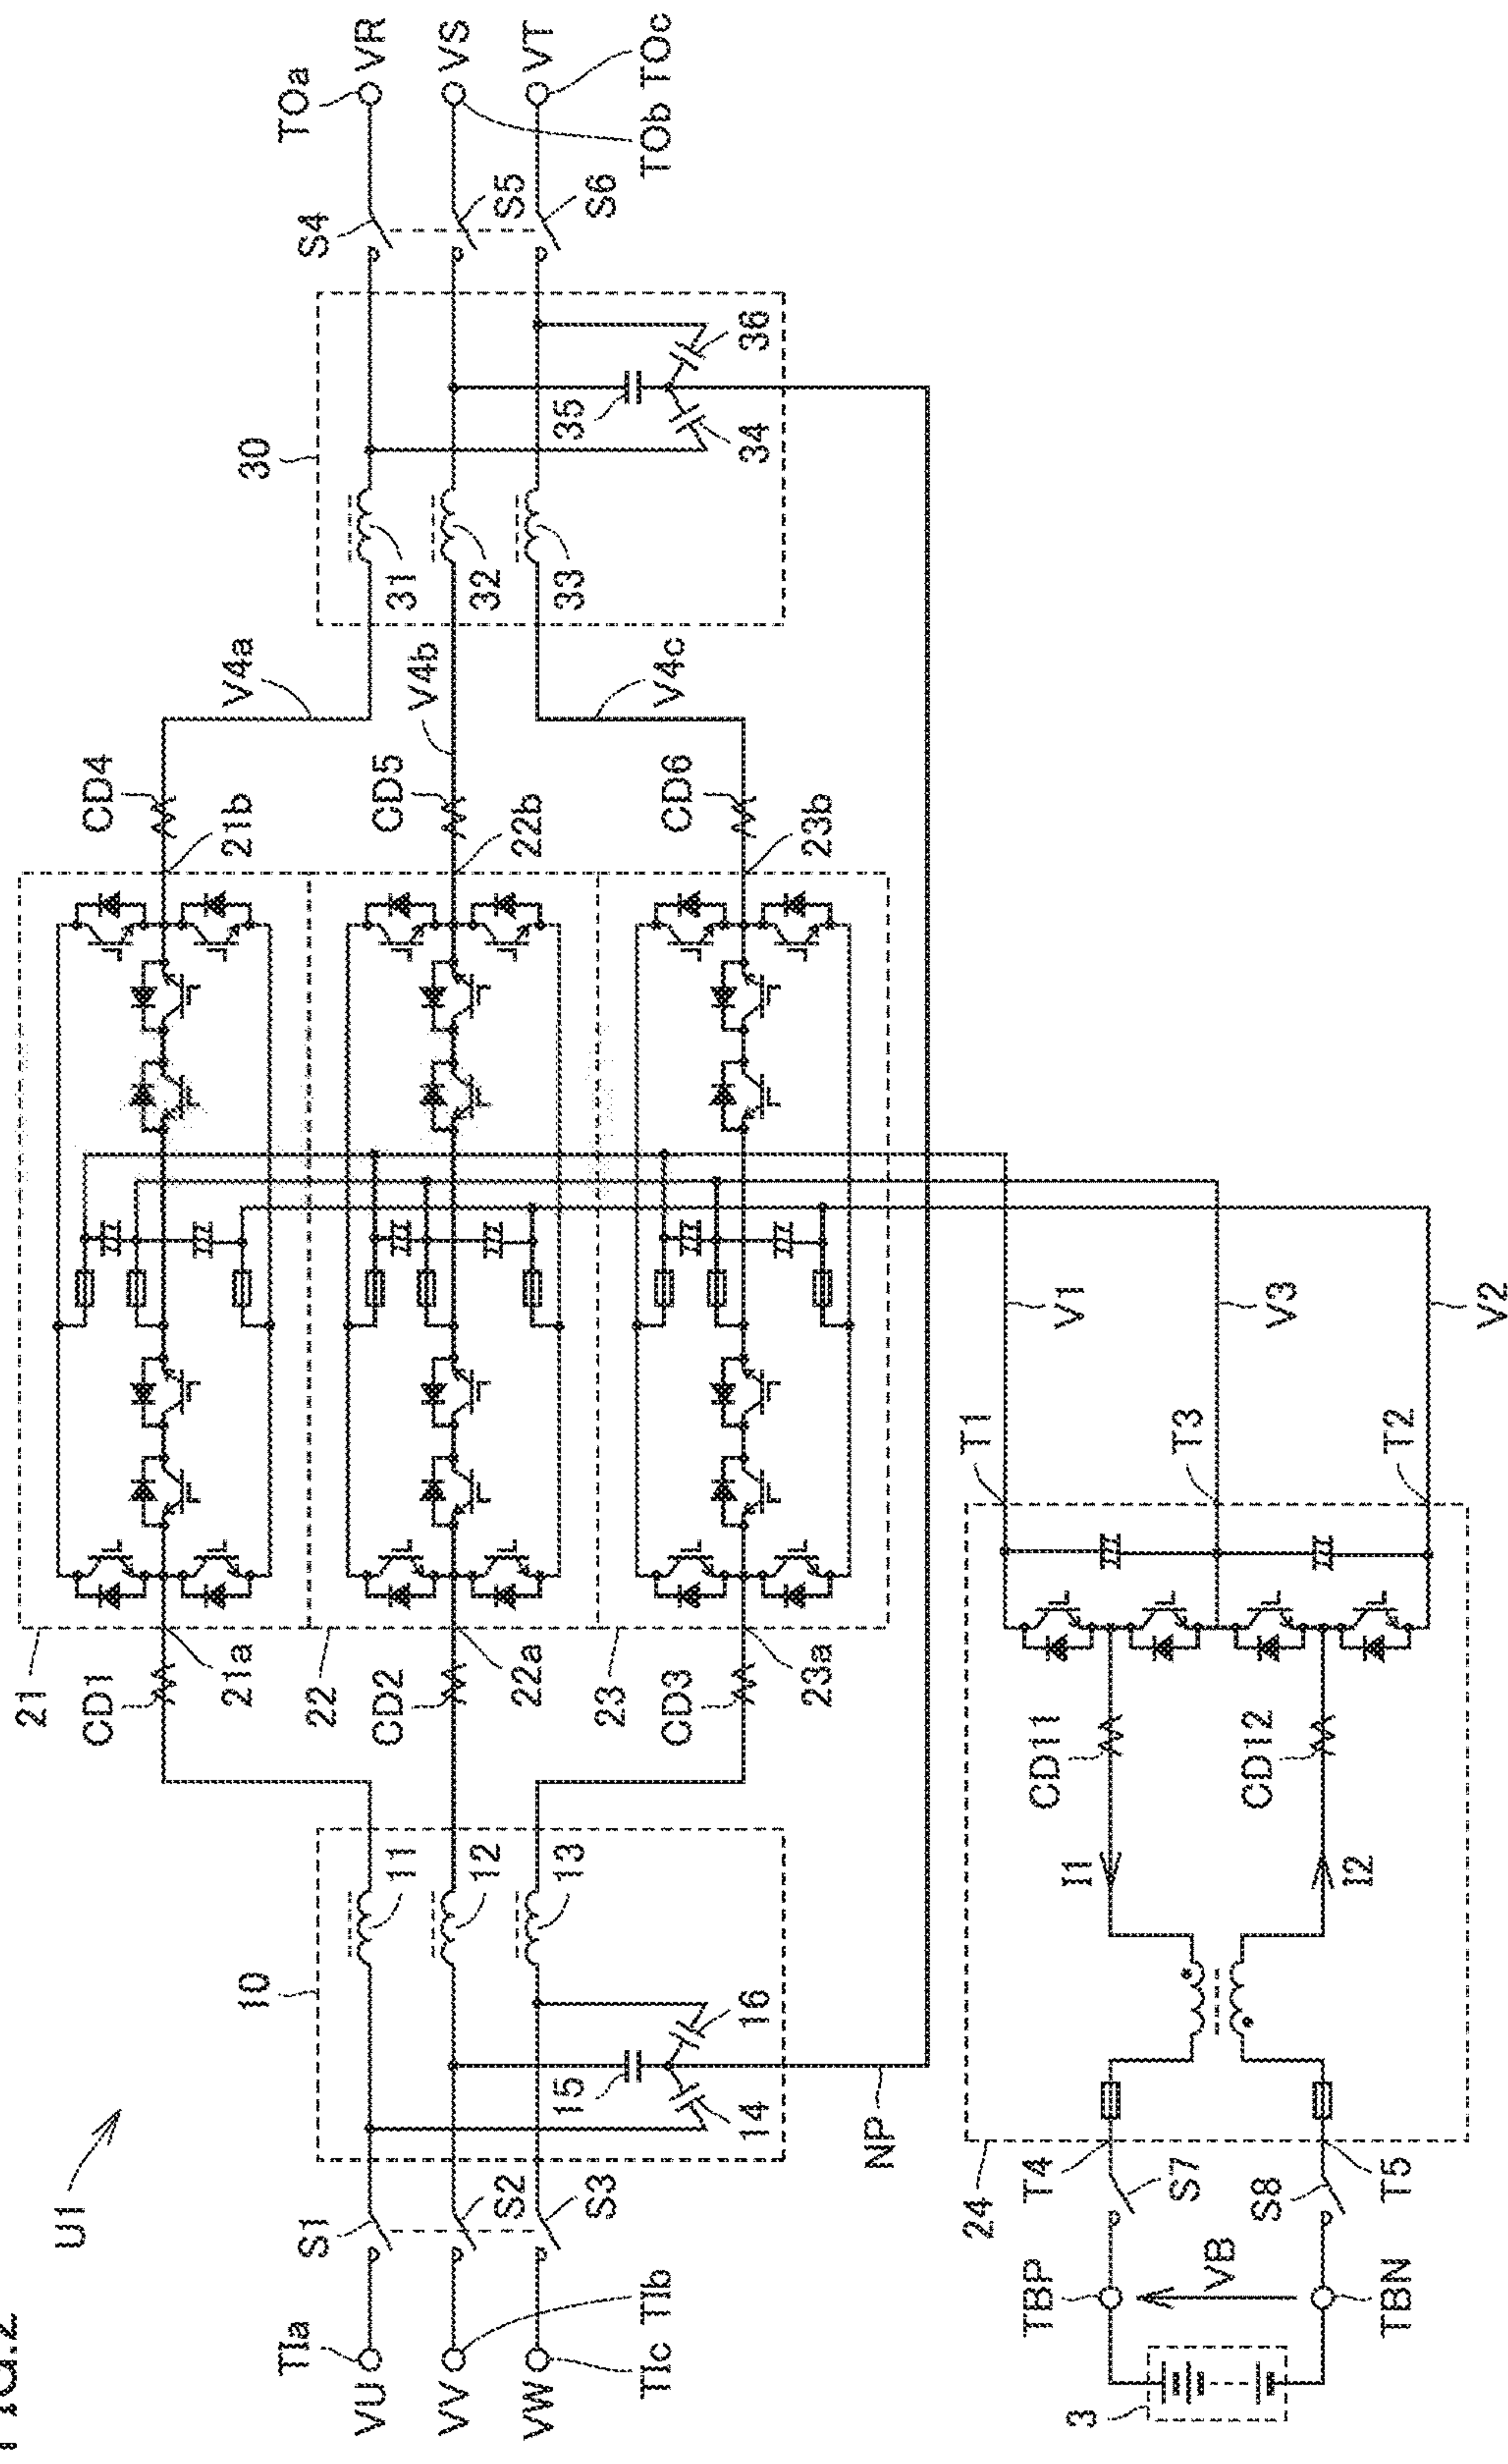 FIG.2
U1
TIa
VU
VV
VW
TIb
TIc
S1
S2
S3
10
11
12
13
14
15
16
NP
21
CD1
21a
22
CD2
22a
23
CD3
23a
CD4
21b
CD5
22b
CD6
23b
V4a
V4b
V4c
30
31
32
33
34
35
36
S4
S5
S6
TOa
VR
VS
VT
TOb
TOc
3
TBP
TBN
VB
S7
S8
T4
T5
24
I1
I2
CD11
CD12
T1
T3
T2
V1
V3
V2